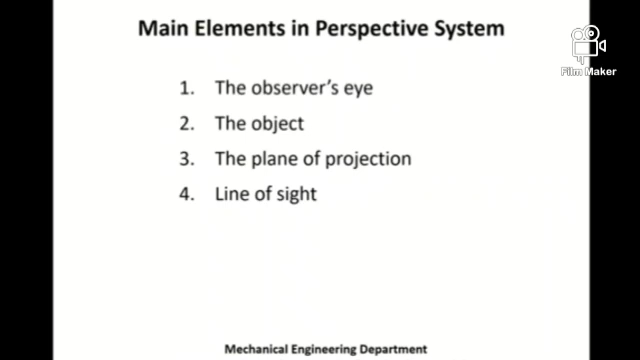 Main Elements in Perspective System
Film Maker
1. The observer's eye
2. The object
3. The plane of projection
4. Line of sight
Mechanical Engineering Department